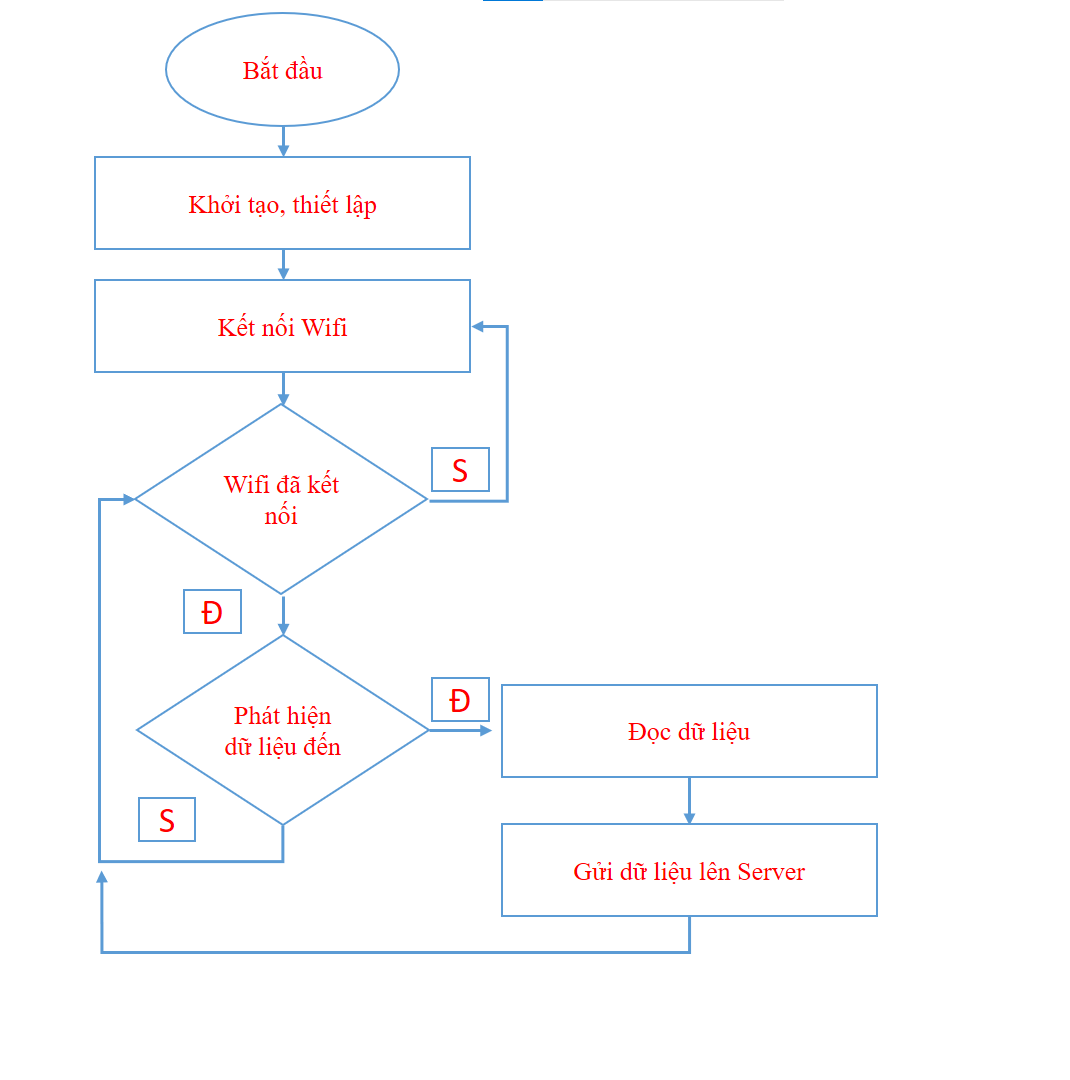 Bắt đầu
Khởi tạo, thiết lập
Kết nối Wifi
Wifi đã kết
nối
S
Đ
Phát hiện
dữ liệu đến
Đ
Đọc dữ liệu
S
Gửi dữ liệu lên Server